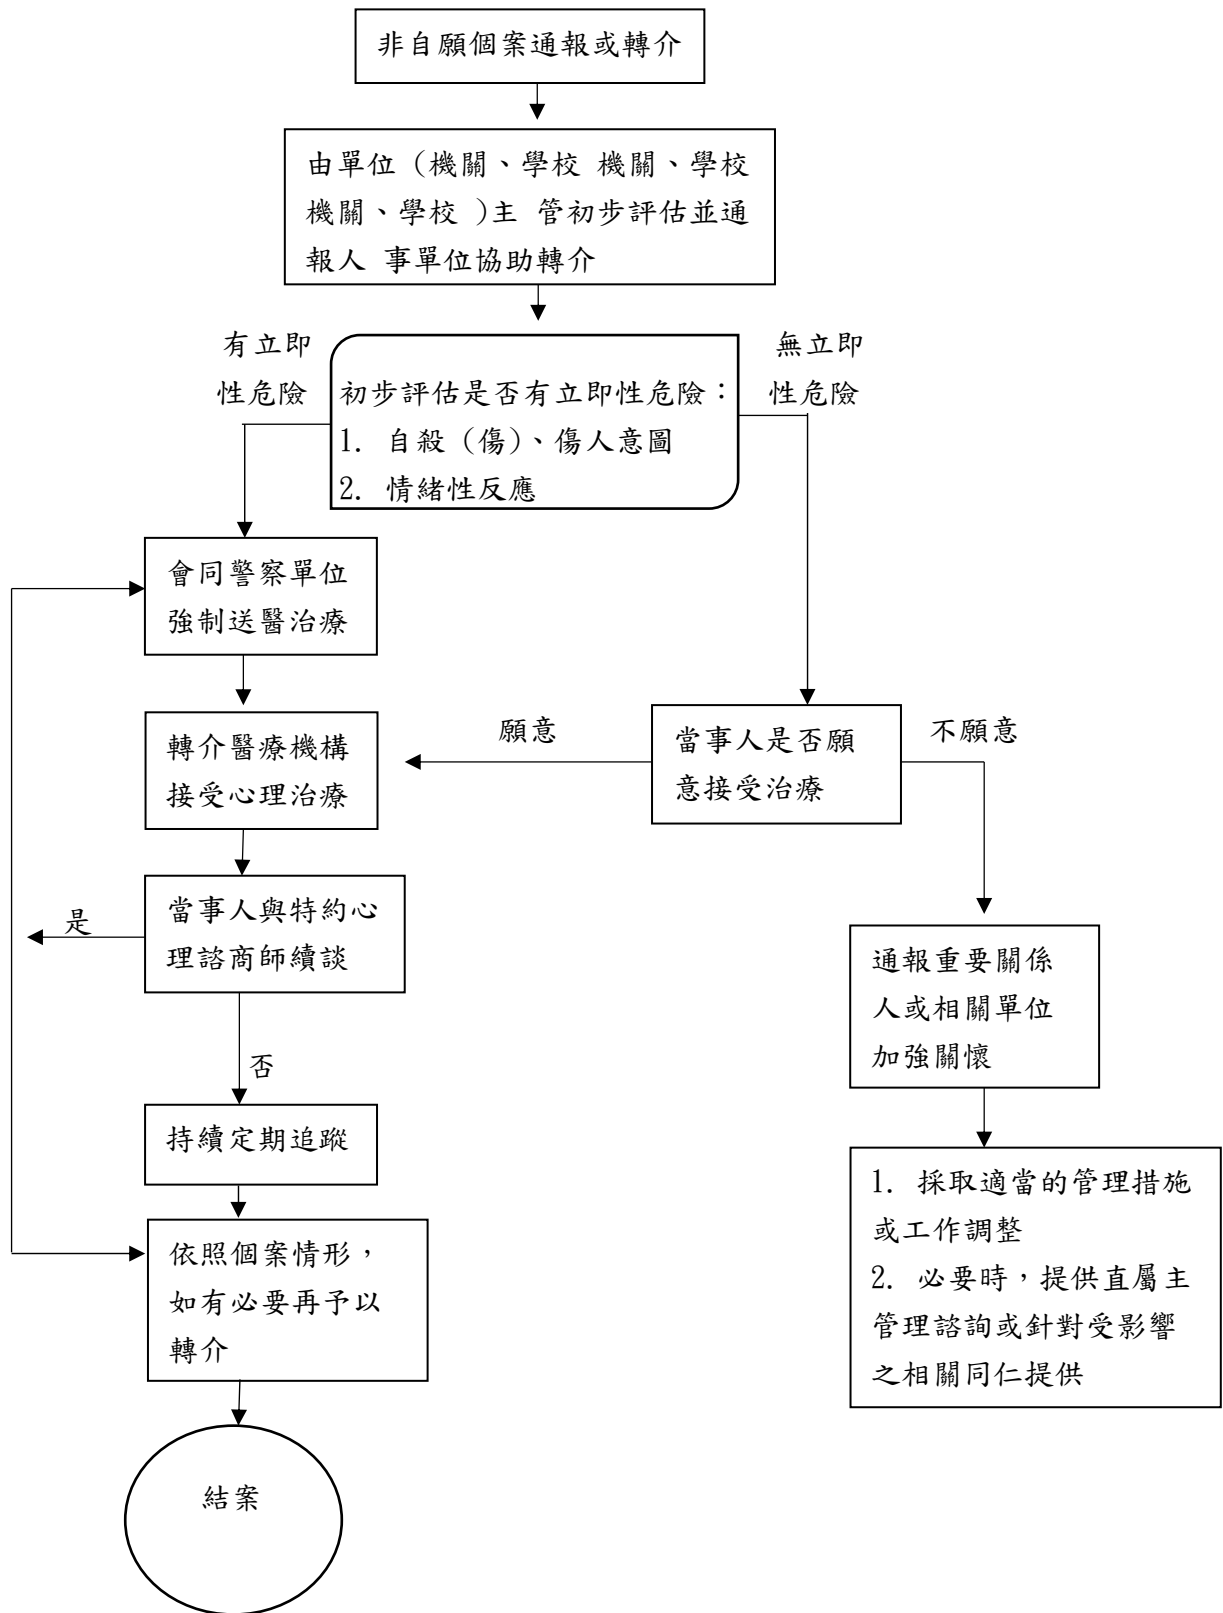 非自願個案通報或轉介
由單位 (機關、學校 機關、學校
機關、學校 )主 管初步評估並通
報人 事單位協助轉介
有立即
性危險
無立即
性危險
初步評估是否有立即性危險：
1. 自殺 (傷)、傷人意圖
2. 情緒性反應
會同警察單位
強制送醫治療
轉介醫療機構
接受心理治療
願意
當事人是否願
意接受治療
不願意
當事人與特約心
理諮商師續談
是
否
通報重要關係
人或相關單位
加強關懷
持續定期追蹤
依照個案情形，
如有必要再予以
轉介
1. 採取適當的管理措施
或工作調整
2. 必要時，提供直屬主
管理諮詢或針對受影響
之相關同仁提供
結案